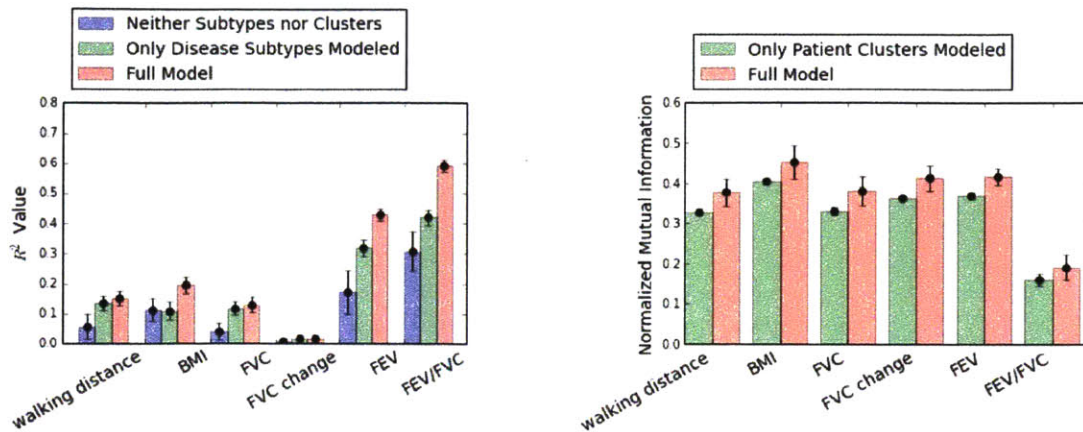 Neither Subtypes nor Clusters
Only Disease Subtypes Modeled
Full Model
0.8
0.7
0.6
0.5
0.4
0.3
0.2
0.1
0.0
R² Value
walking distance
BMI
FVC
FVC change
FEV
FEV/FVC
Only Patient Clusters Modeled
Full Model
0.6
0.5
0.4
0.3
0.2
0.1
0.0
Normalized Mutual Information
walking distance
BMI
FVC
FVC change
FEV
FEV/FVC